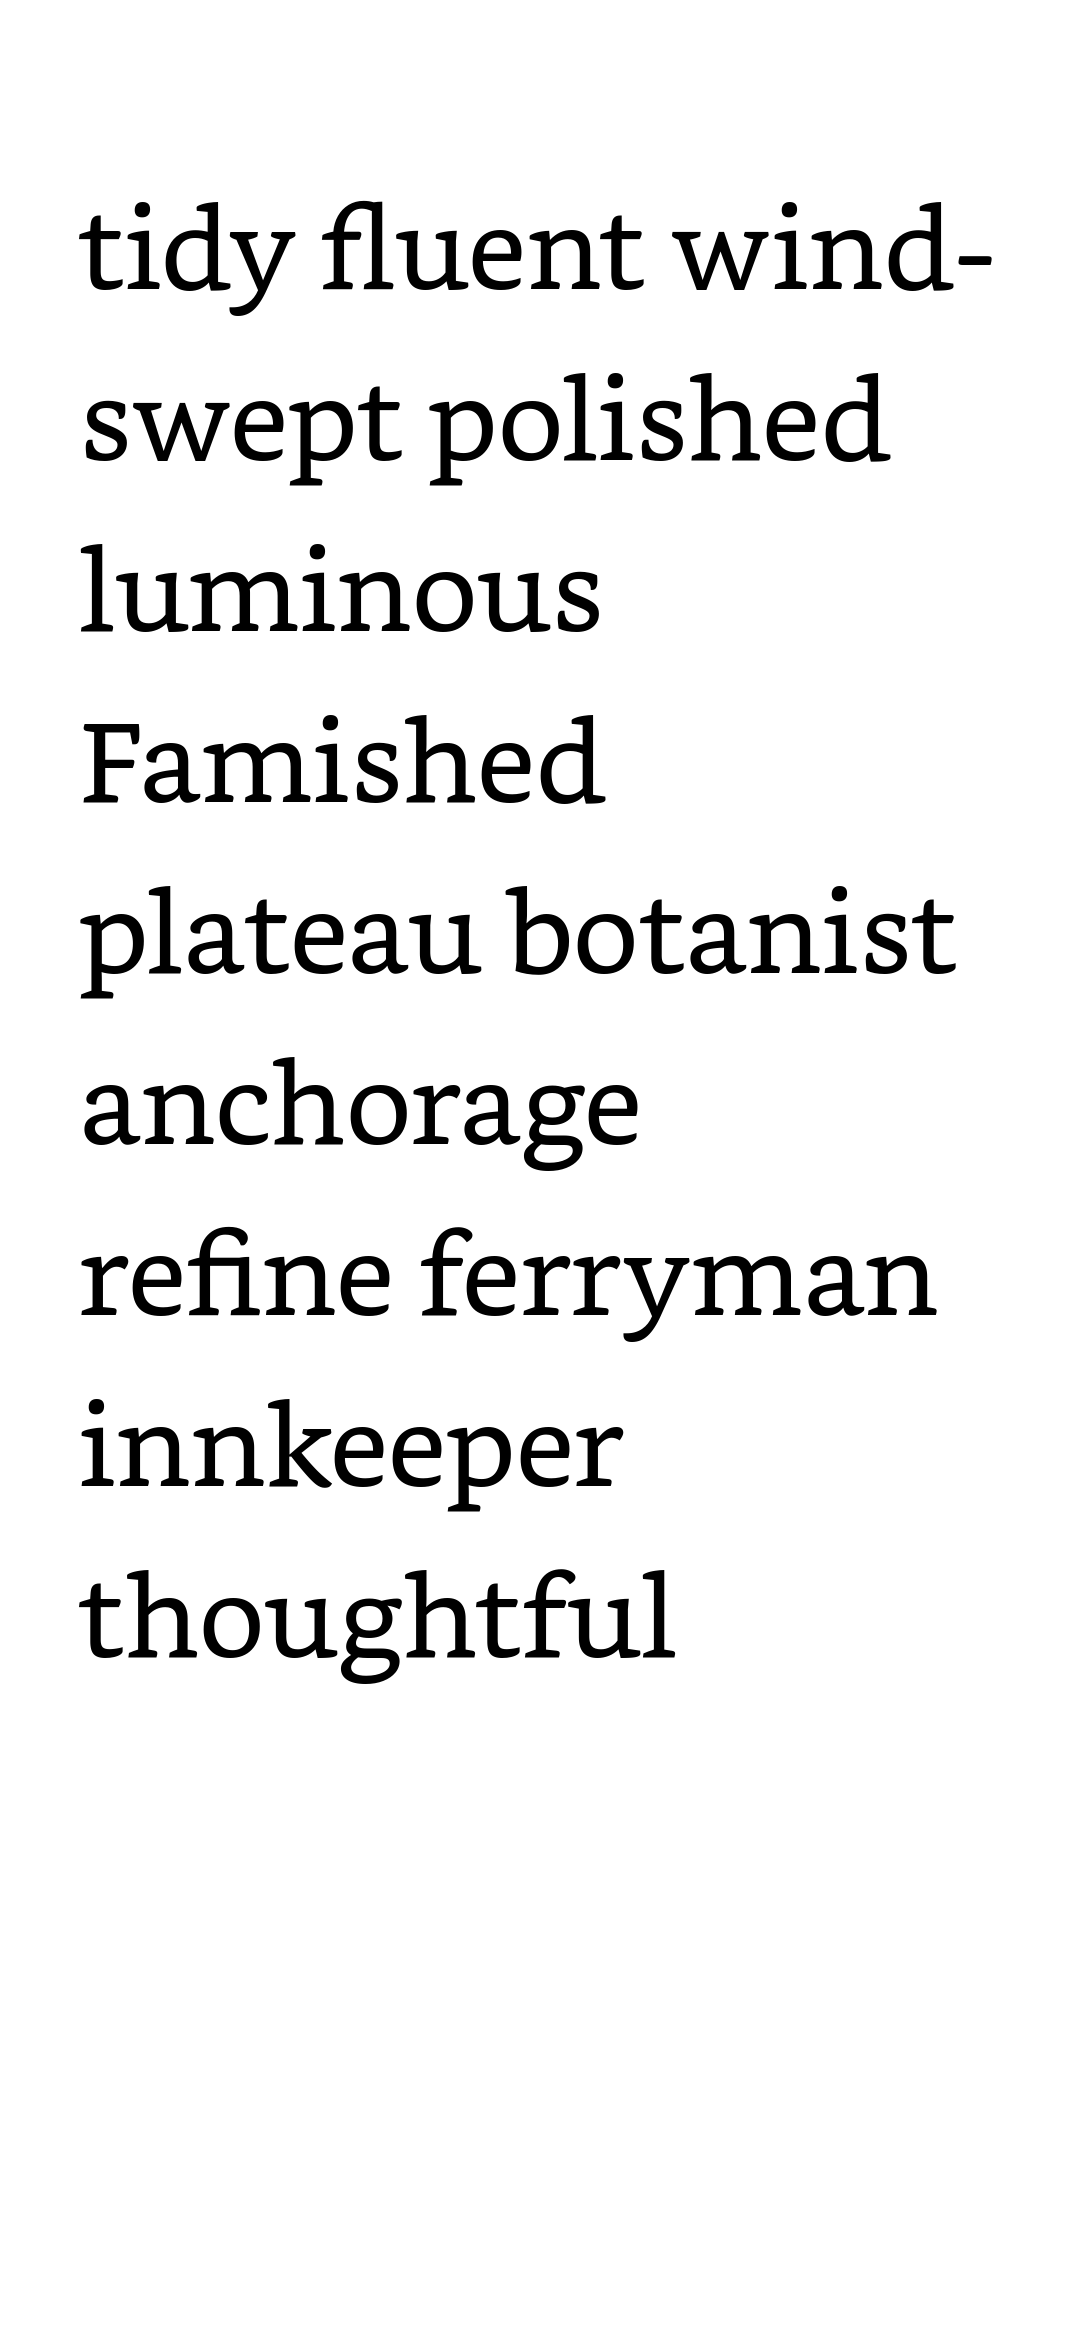 tidy fluent wind-
swept polished
luminous
Famished
plateau botanist
anchorage
refine ferryman
innkeeper
thoughtful